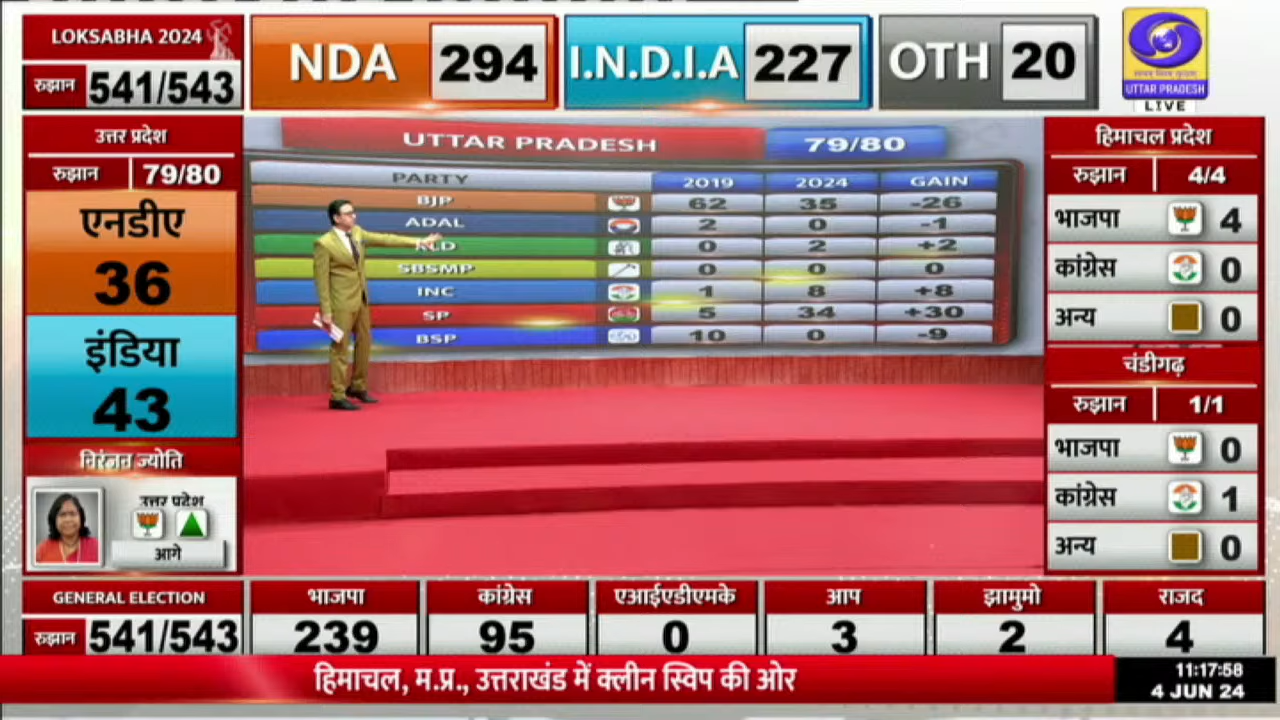 LOKSABHA 2024
रुझान 541/543
NDA 294
I.N.D.I.A 227
OTH 20
UTTAR PRADESH
LIVE
उत्तर प्रदेश
रुझान 79/80
एनडीए
36
इंडिया
43
निरंजन ज्योति
उत्तर प्रदेश
आगे
UTTAR PRADESH 79/80
PARTY 2019 2024 GAIN
BJP 62 35 -26
ADAL 2 0 -1
RLD 0 2 +2
SBSMP 0 0 0
INC 1 8 +8
SP 5 34 +30
BSP 10 0 -9
हिमाचल प्रदेश
रुझान 4/4
भाजपा 4
कांग्रेस 0
अन्य 0
चंडीगढ़
रुझान 1/1
भाजपा 0
कांग्रेस 1
अन्य 0
GENERAL ELECTION
रुझान 541/543
भाजपा 239
कांग्रेस 95
एआईएडीएमके 0
आप 3
झामुमो 2
राजद 4
हिमाचल, म.प्र., उत्तराखंड में क्लीन स्विप की ओर
11:17:58
4 JUN 24